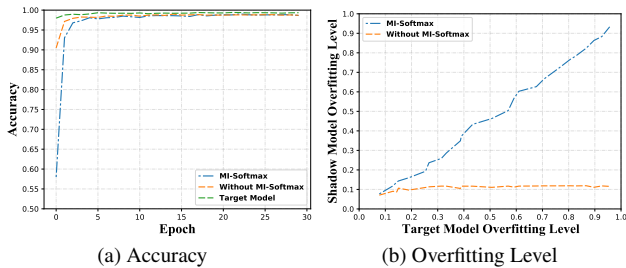 1.00
0.95
0.90
0.85
0.80
0.75
0.70
0.65
0.60
0.55
0.50
Accuracy
0 5 10 15 20 25 30
Epoch
MI-Softmax
Without MI-Softmax
Target Model
(a) Accuracy
1.0
0.9
0.8
0.7
0.6
0.5
0.4
0.3
0.2
0.1
0.0
Shadow Model Overfitting Level
MI-Softmax
Without MI-Softmax
0.0 0.1 0.2 0.3 0.4 0.5 0.6 0.7 0.8 0.9 1.0
Target Model Overfitting Level
(b) Overfitting Level